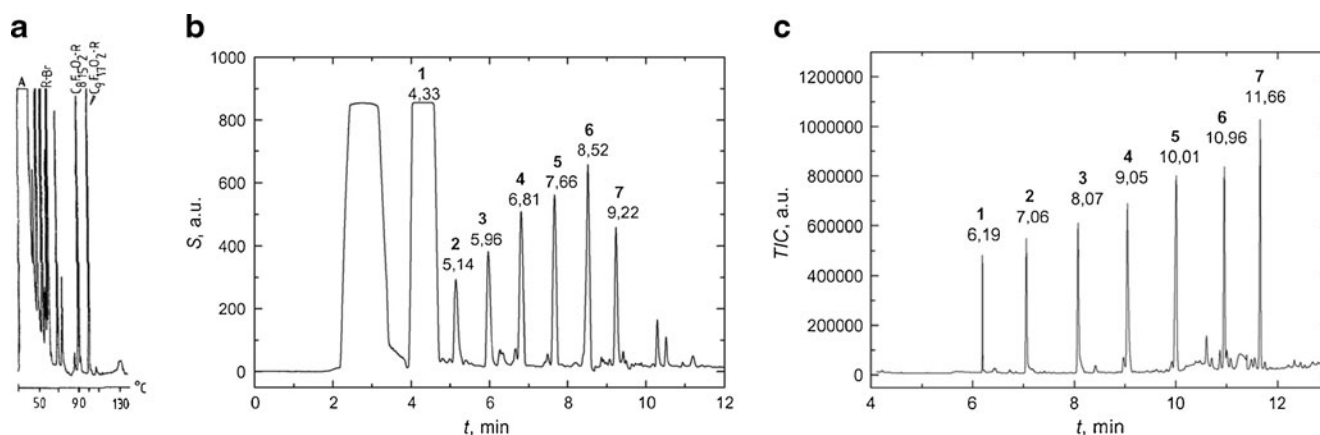 a
A
R-Br
C8F15O2-R
C9F17O2-R
°C
50 90 130
b
1000
800
600
400
200
0
S, a.u.
1
4,33
2
5,14
3
5,96
4
6,81
5
7,66
6
8,52
7
9,22
0 2 4 6 8 10 12
t, min
c
1200000
1000000
800000
600000
400000
200000
0
TIC, a.u.
1
6,19
2
7,06
3
8,07
4
9,05
5
10,01
6
10,96
7
11,66
4 6 8 10 12
t, min